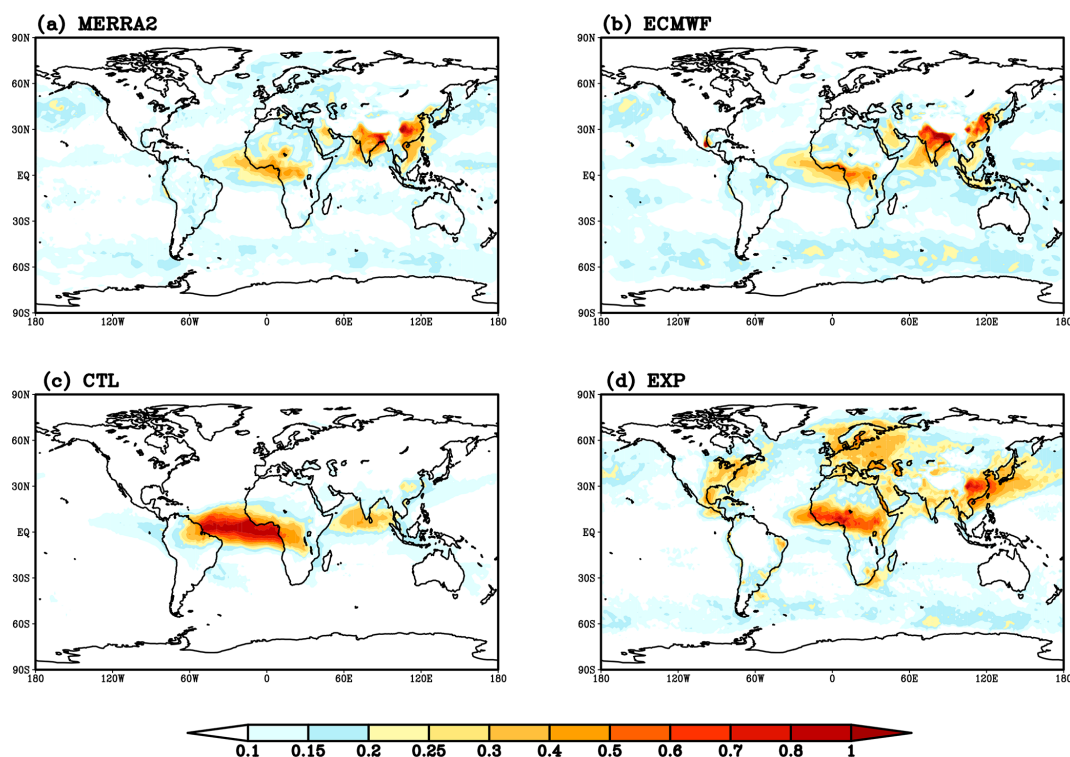 (a) MERRA2
(b) ECMWF
90N 90N
60N 60N
30N 30N
EQ EQ
30S 30S
60S 60S
90S 90S
180 120W 60W 0 60E 120E 180 180 120W 60W 0 60E 120E 180
(c) CTL
(d) EXP
90N 90N
60N 60N
30N 30N
EQ EQ
30S 30S
60S 60S
90S 90S
180 120W 60W 0 60E 120E 180 180 120W 60W 0 60E 120E 180
0.1 0.15 0.2 0.25 0.3 0.4 0.5 0.6 0.7 0.8 1